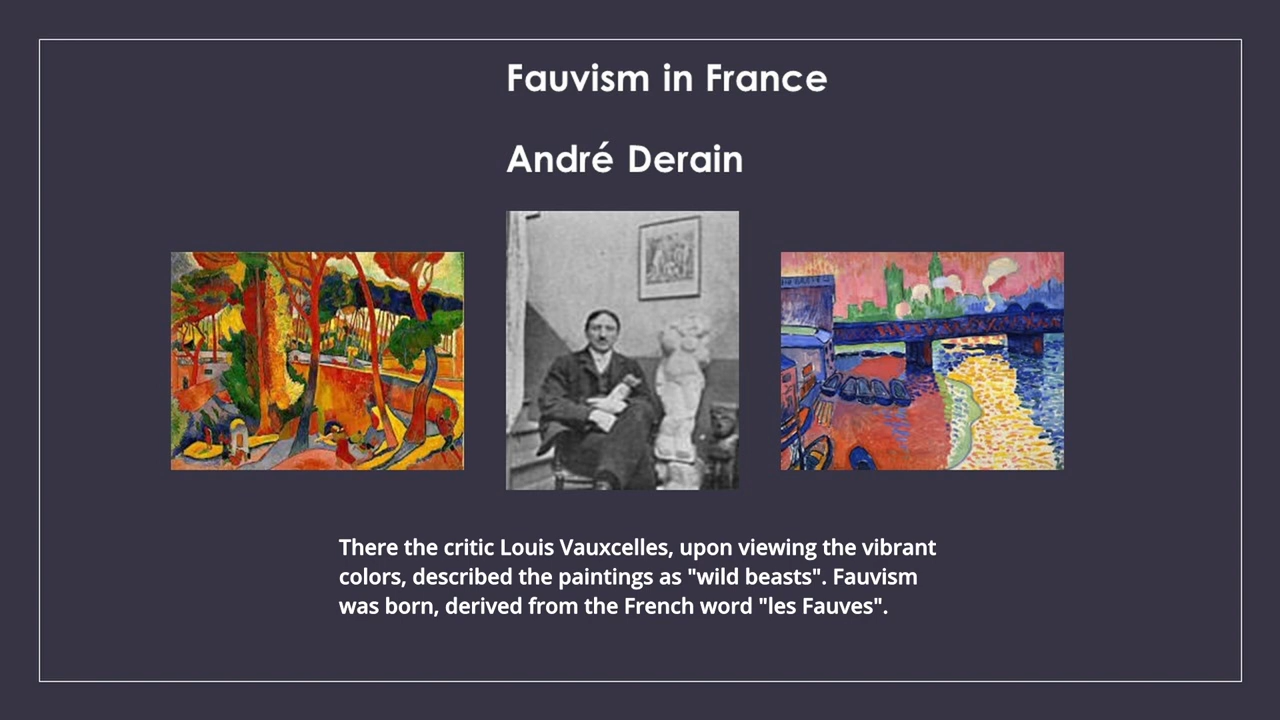 Fauvism in France
André Derain
There the critic Louis Vauxcelles, upon viewing the vibrant
colors, described the paintings as "wild beasts". Fauvism
was born, derived from the French word "les Fauves".